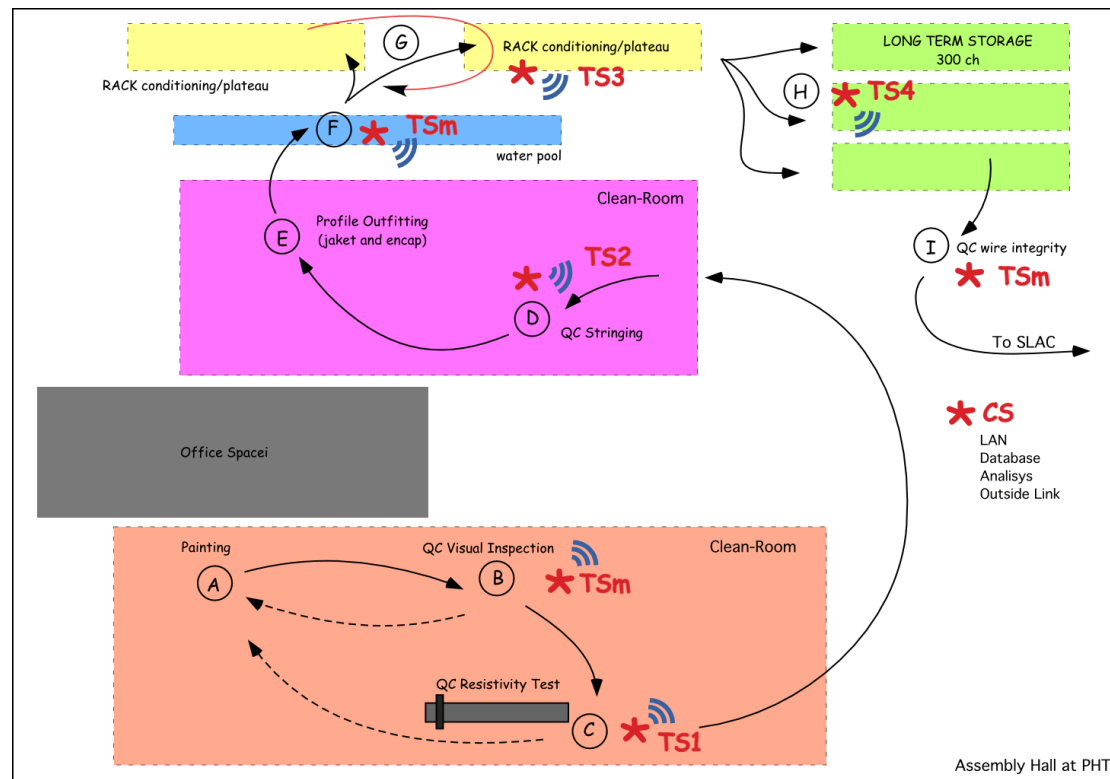 G
RACK conditioning/plateau
TS3
RACK conditioning/plateau
LONG TERM STORAGE
300 ch
H
TS4
F
TSm
water pool
Clean-Room
E
Profile Outfitting
(jaket and encap)
TS2
D
QC Stringing
I
QC wire integrity
TSm
To SLAC
CS
LAN
Database
Analisys
Outside Link
Office Spacei
Painting
A
QC Visual Inspection
B
TSm
Clean-Room
QC Resistivity Test
C
TS1
Assembly Hall at PHT